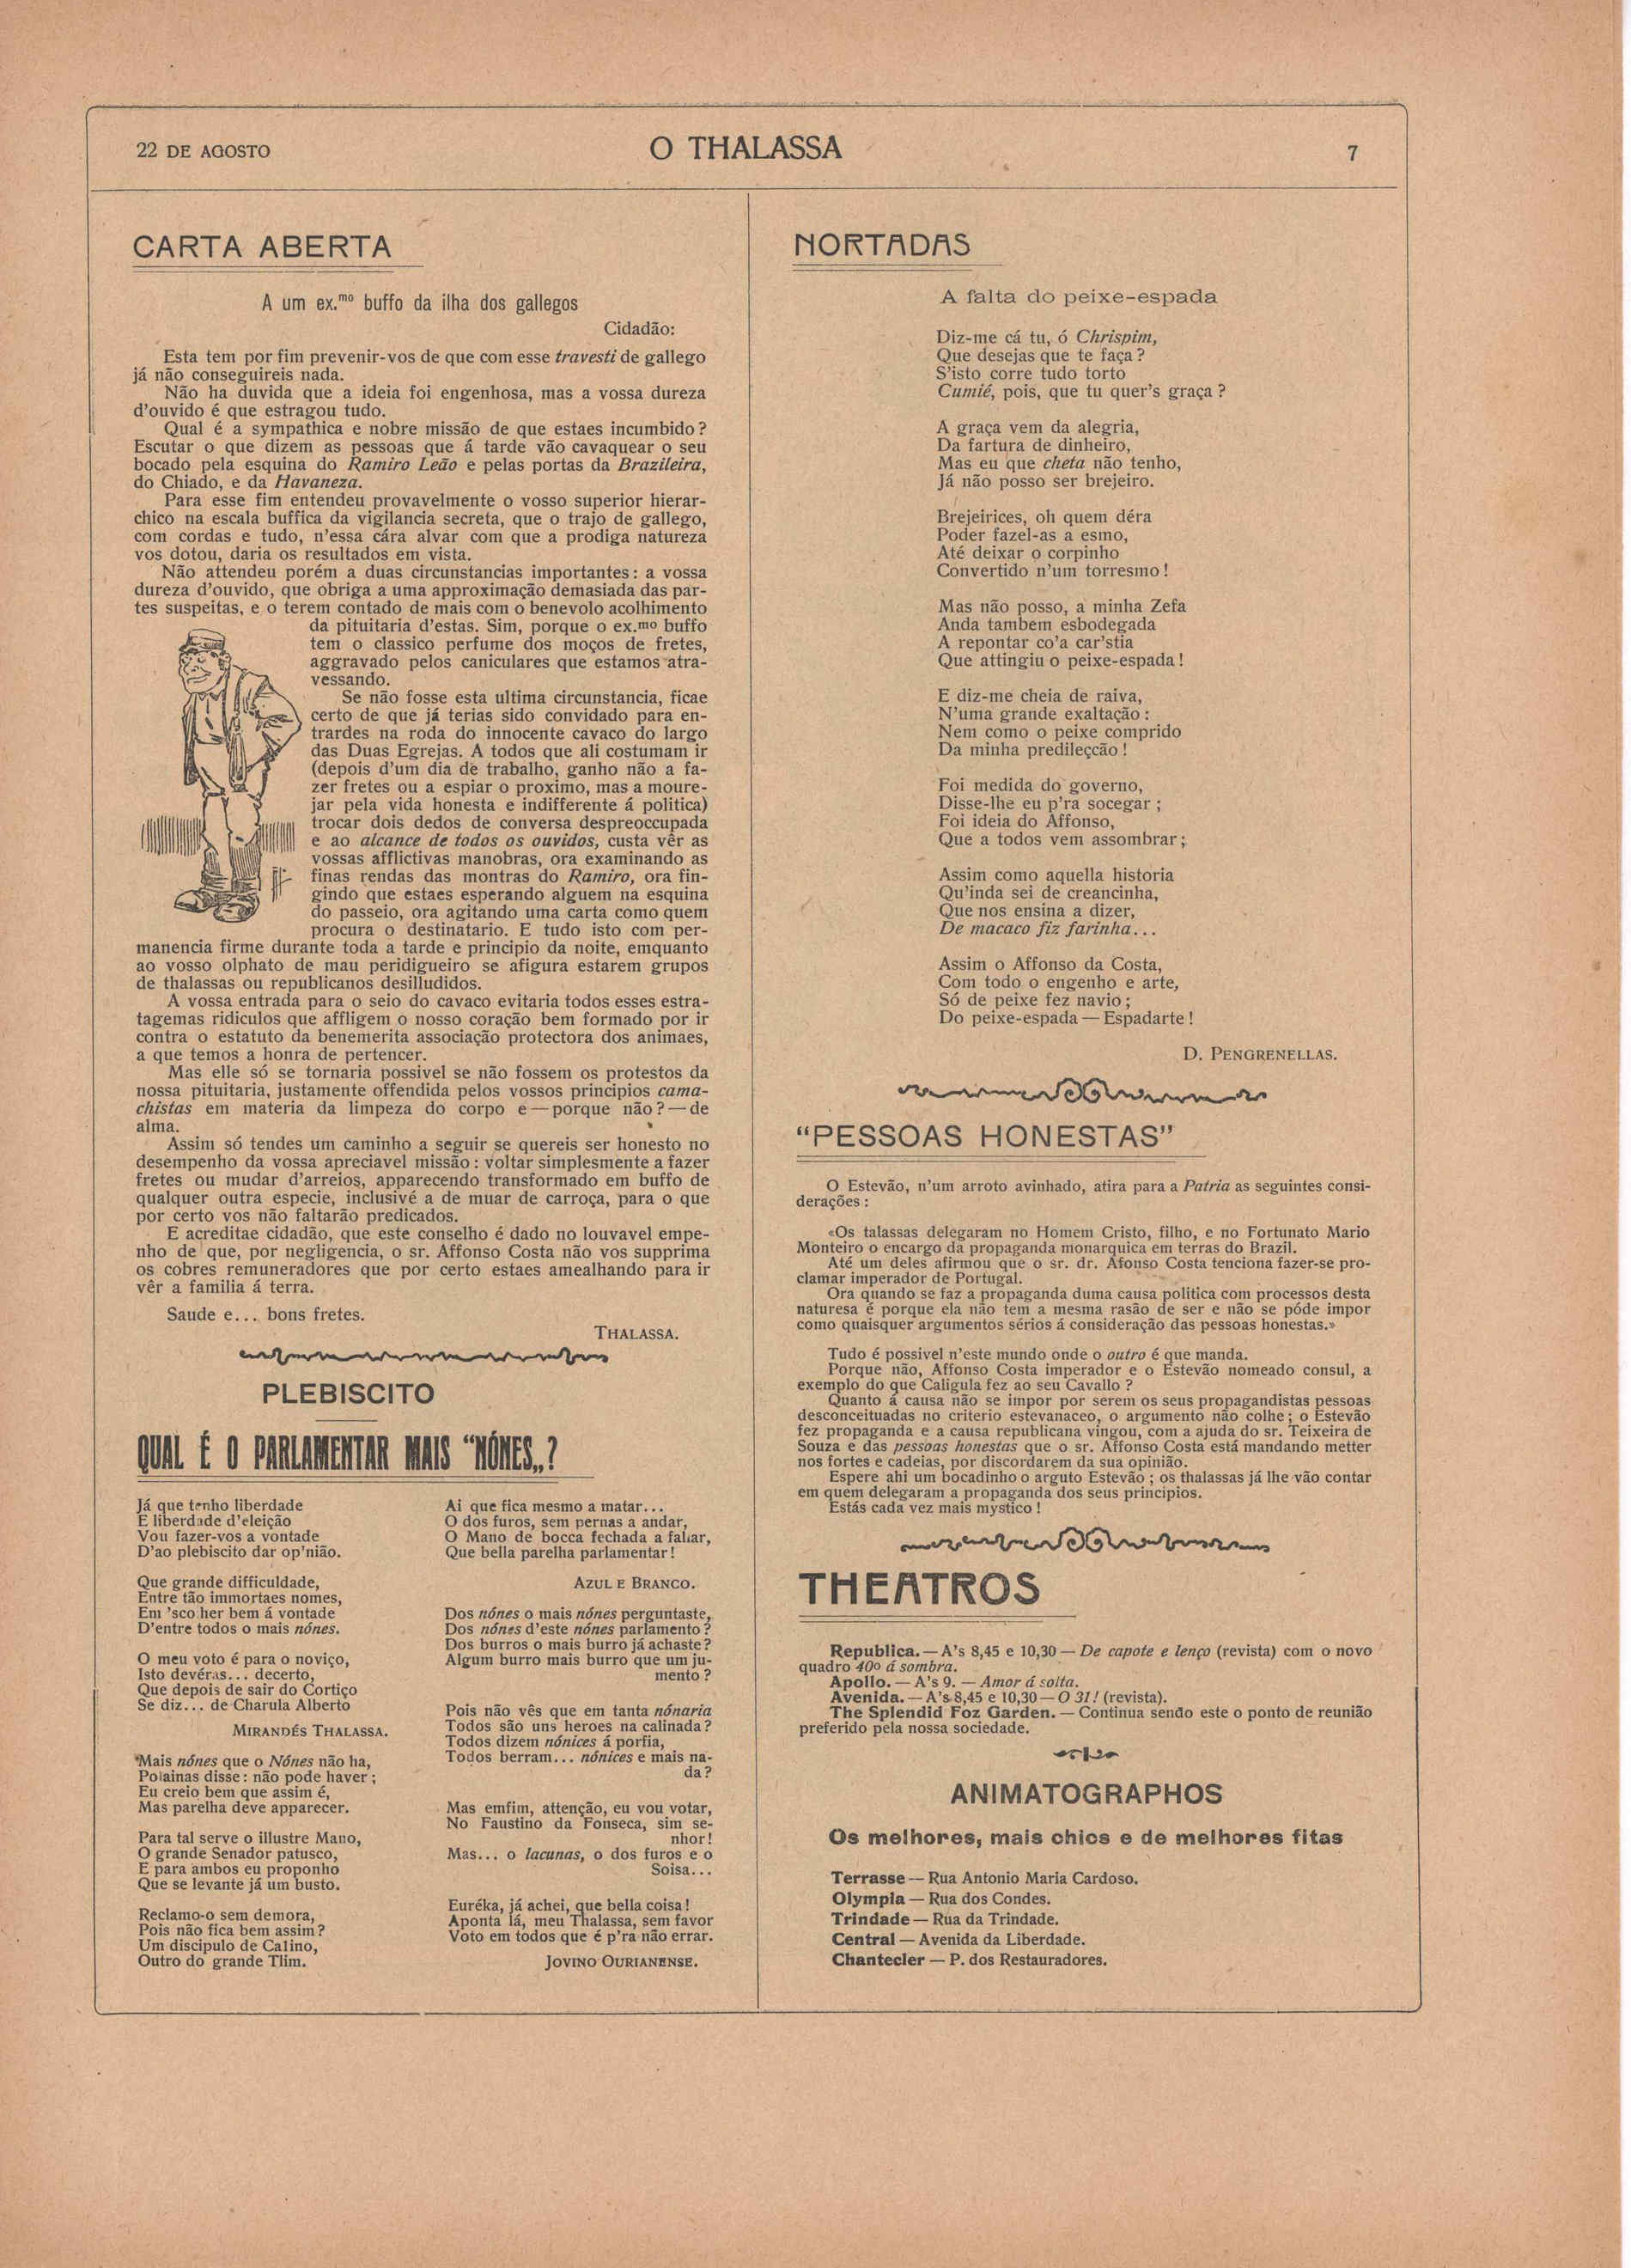 22 DE AGOSTO
O THALASSA
7
CARTA ABERTA
A um ex.mo buffo da ilha dos gallegos
Cidadão:
Esta tem por fim prevenir-vos de que com esse travesti de gallego
já não conseguireis nada.
Não ha duvida que a ideia foi engenhosa, mas a vossa dureza
d'ouvido é que estragou tudo.
Qual é a sympathica e nobre missão de que estaes incumbido?
Escutar o que dizem as pessoas que á tarde vão cavaquear o seu
bocado pela esquina do Ramiro Leão e pelas portas da Brazileira,
do Chiado, e da Havaneza.
Para esse fim entendeu provavelmente o vosso superior hierar-
chico na escala buffica da vigilancia secreta, que o trajo de gallego,
com cordas e tudo, n'essa cára alvar com que a prodiga natureza
vos dotou, daria os resultados em vista.
Não attendeu porém a duas circunstancias importantes: a vossa
dureza d'ouvido, que obriga a uma approximação demasiada das par-
tes suspeitas, e o terem contado de mais com o benevolo acolhimento
da pituitaria d'estas. Sim, porque o ex.mo buffo
tem o classico perfume dos moços de fretes,
aggravado pelos caniculares que estamos atra-
vessando.
Se não fosse esta ultima circunstancia, ficae
certo de que já terias sido convidado para en-
trardes na roda do innocente cavaco do largo
das Duas Egrejas. A todos que ali costumam ir
(depois d'um dia de trabalho, ganho não a fa-
zer fretes ou a espiar o proximo, mas a moure-
jar pela vida honesta e indifferente á politica)
trocar dois dedos de conversa despreoccupada
e ao alcance de todos os ouvidos, custa vêr as
vossas afflictivas manobras, ora examinando as
finas rendas das montras do Ramiro, ora fin-
gindo que estaes esperando alguem na esquina
do passeio, ora agitando uma carta como quem
procura o destinatario. E tudo isto com per-
manencia firme durante toda a tarde e principio da noite, emquanto
ao vosso olphato de mau peridigueiro se afigura estarem grupos
de thalassas ou republicanos desilludidos.
A vossa entrada para o seio do cavaco evitaria todos esses estra-
tagemas ridiculos que affligem o nosso coração bem formado por ir
contra o estatuto da benemerita associação protectora dos animaes,
a que temos a honra de pertencer.
Mas elle só se tornaria possivel se não fossem os protestos da
nossa pituitaria, justamente offendida pelos vossos principios cama-
chistas em materia da limpeza do corpo e — porque não? — de
alma.
Assim só tendes um caminho a seguir se quereis ser honesto no
desempenho da vossa apreciavel missão: voltar simplesmente a fazer
fretes ou mudar d'arreios, apparecendo transformado em buffo de
qualquer outra especie, inclusivé a de muar de carroça, para o que
por certo vos não faltarão predicados.
E acreditae cidadão, que este conselho é dado no louvavel empe-
nho de que, por negligencia, o sr. Affonso Costa não vos supprima
os cobres remuneradores que por certo estaes amealhando para ir
vêr a familia á terra.
Saude e... bons fretes.
THALASSA.
PLEBISCITO
QUAL É O PARLAMENTAR MAIS “NÓNES„?
Já que tenho liberdade
E liberdade d'eleição
Vou fazer-vos a vontade
D'ao plebiscito dar op'nião.
Que grande difficuldade,
Entre tão immortaes nomes,
Em 'scolher bem á vontade
D'entre todos o mais nónes.
O meu voto é para o noviço,
Isto devéras... decerto,
Que depois de sair do Cortiço
Se diz... de Charula Alberto
MIRANDÉS THALASSA.
Mais nónes que o Nónes não ha,
Polainas disse: não pode haver;
Eu creio bem que assim é,
Mas parelha deve apparecer.
Para tal serve o illustre Mano,
O grande Senador patusco,
E para ambos eu proponho
Que se levante já um busto.
Reclamo-o sem demora,
Pois não fica bem assim?
Um discipulo de Calino,
Outro do grande Tlim.
Ai que fica mesmo a matar...
O dos furos, sem pernas a andar,
O Mano de bocca fechada a fallar,
Que bella parelha parlamentar!
AZUL E BRANCO.
Dos nónes o mais nónes perguntaste,
Dos nónes d'este nónes parlamento?
Dos burros o mais burro já achaste?
Algum burro mais burro que um ju-
mento?
Pois não vês que em tanta nónaria
Todos são uns heroes na calinada?
Todos dizem nónices á porfia,
Todos berram... nónices e mais na-
da?
Mas emfim, attenção, eu vou votar,
No Faustino da Fonseca, sim se-
nhor!
Mas... o lacunas, o dos furos e o
Soisa...
Euréka, já achei, que bella coisa!
Aponta lá, meu Thalassa, sem favor
Voto em todos que é p'ra não errar.
JOVINO OURIANENSE.
NORTADAS
A falta do peixe-espada
Diz-me cá tu, ó Chrispim,
Que desejas que te faça?
S'isto corre tudo torto
Cumié, pois, que tu quer's graça?
A graça vem da alegria,
Da fartura de dinheiro,
Mas eu que cheta não tenho,
Já não posso ser brejeiro.
Brejeirices, oh quem déra
Poder fazel-as a esmo,
Até deixar o corpinho
Convertido n'um torresmo!
Mas não posso, a minha Zefa
Anda tambem esbodegada
A repontar co'a car'stia
Que attingiu o peixe-espada!
E diz-me cheia de raiva,
N'uma grande exaltação:
Nem como o peixe comprido
Da minha predilecção!
Foi medida do governo,
Disse-lhe eu p'ra socegar;
Foi ideia do Affonso,
Que a todos vem assombrar;
Assim como aquella historia
Qu'inda sei de creancinha,
Que nos ensina a dizer,
De macaco fiz farinha...
Assim o Affonso da Costa,
Com todo o engenho e arte,
Só de peixe fez navio;
Do peixe-espada — Espadarte!
D. PENGRENELLAS.
“PESSOAS HONESTAS”
O Estevão, n'um arroto avinhado, atira para a Patria as seguintes consi-
derações:
«Os talassas delegaram no Homem Cristo, filho, e no Fortunato Mario
Monteiro o encargo da propaganda monarquica em terras do Brazil.
Até um deles afirmou que o sr. dr. Afonso Costa tenciona fazer-se pro-
clamar imperador de Portugal.
Ora quando se faz a propaganda duma causa politica com processos desta
naturesa é porque ela não tem a mesma rasão de ser e não se póde impor
como quaisquer argumentos sérios á consideração das pessoas honestas.»
Tudo é possivel n'este mundo onde o outro é que manda.
Porque não, Affonso Costa imperador e o Estevão nomeado consul, a
exemplo do que Caligula fez ao seu Cavallo?
Quanto á causa não se impor por serem os seus propagandistas pessoas
desconceituadas no criterio estevanaceo, o argumento não colhe; o Estevão
fez propaganda e a causa republicana vingou, com a ajuda do sr. Teixeira de
Souza e das pessoas honestas que o sr. Affonso Costa está mandando metter
nos fortes e cadeias, por discordarem da sua opinião.
Espere ahi um bocadinho o arguto Estevão; os thalassas já lhe vão contar
em quem delegaram a propaganda dos seus principios.
Estás cada vez mais mystico!
THEATROS
Republica. — A's 8,45 e 10,30 — De capote e lenço (revista) com o novo
quadro 40º á sombra.
Apollo. — A's 9. — Amor á solta.
Avenida. — A's 8,45 e 10,30 — O 31! (revista).
The Splendid Foz Garden. — Continua sendo este o ponto de reunião
preferido pela nossa sociedade.
ANIMATOGRAPHOS
Os melhores, mais chics e de melhores fitas
Terrasse — Rua Antonio Maria Cardoso.
Olympia — Rua dos Condes.
Trindade — Rua da Trindade.
Central — Avenida da Liberdade.
Chantecler — P. dos Restauradores.